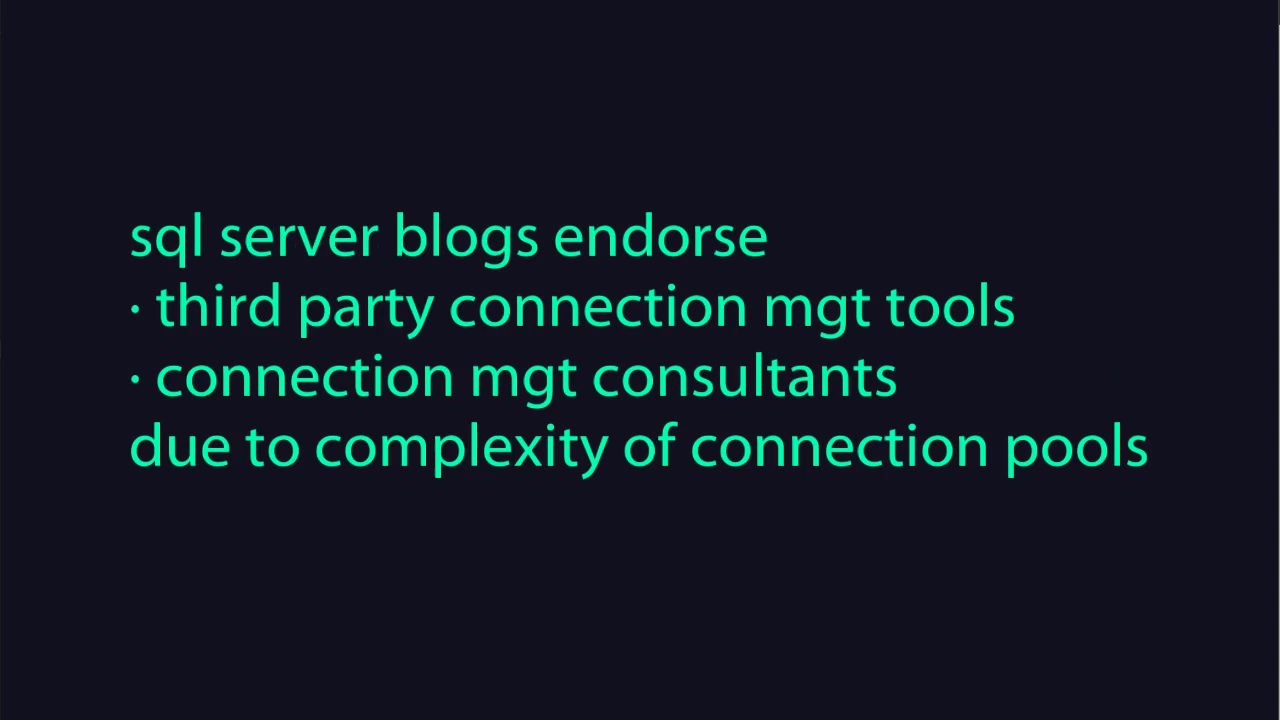 sql server blogs endorse
· third party connection mgt tools
· connection mgt consultants
due to complexity of connection pools